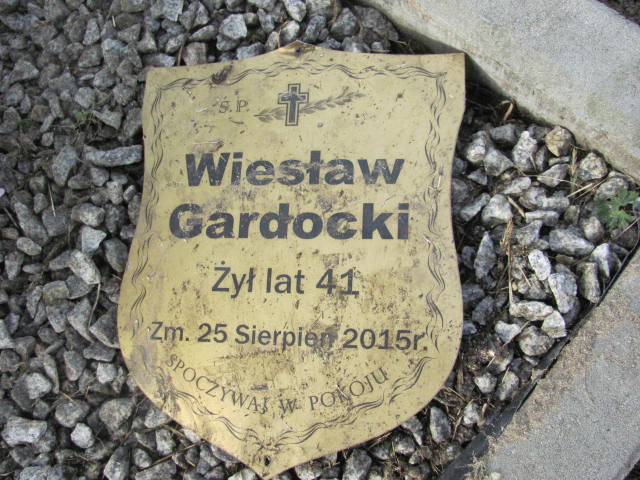 Ś.P.
Wiesław
Gardocki
Żył lat 41
Zm. 25 Sierpień 2015r.
SPOCZYWAJ W POKOJU